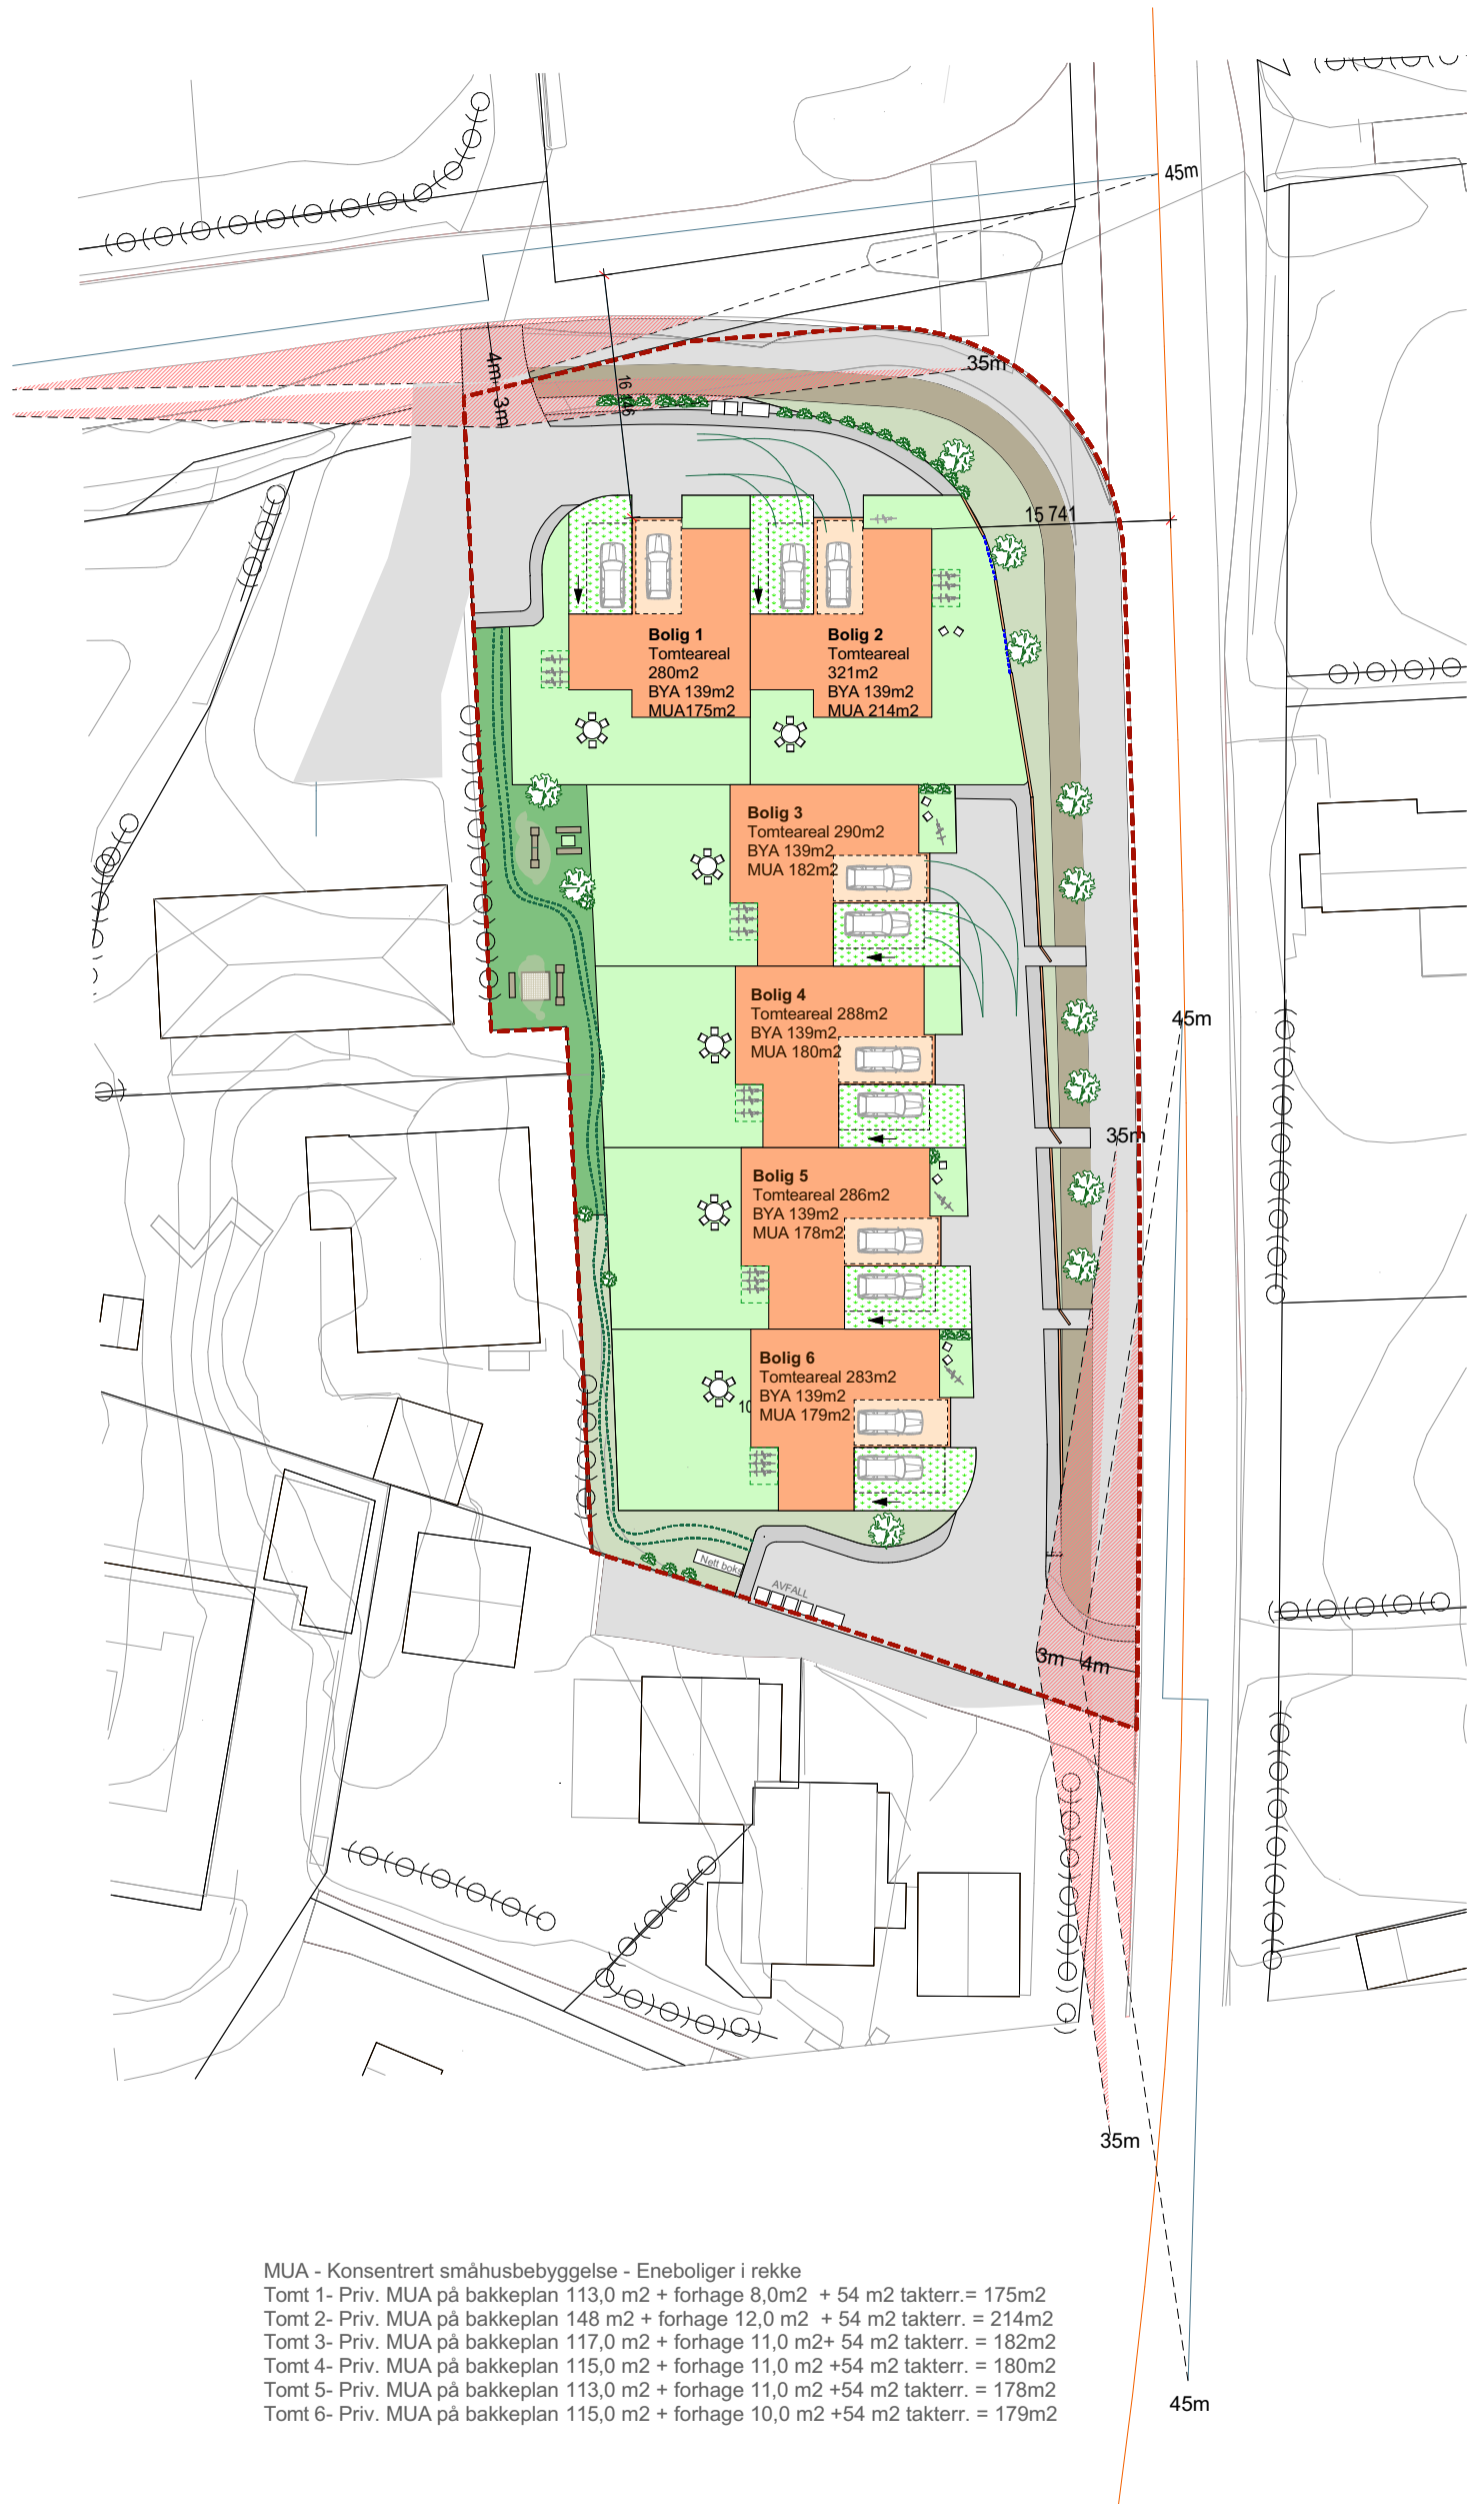 45m
35m
4m
3m
16 146
15 741
Bolig 1
Tomteareal
280m2
BYA 139m2
MUA175m2
Bolig 2
Tomteareal
321m2
BYA 139m2
MUA 214m2
Bolig 3
Tomteareal 290m2
BYA 139m2
MUA 182m2
Bolig 4
Tomteareal 288m2
BYA 139m2
MUA 180m2
45m
35m
Bolig 5
Tomteareal 286m2
BYA 139m2
MUA 178m2
Bolig 6
Tomteareal 283m2
BYA 139m2
MUA 179m2
10
Nett boks
AVFALL
3m
4m
35m
45m
MUA - Konsentrert småhusbebyggelse - Eneboliger i rekke
Tomt 1- Priv. MUA på bakkeplan 113,0 m2 + forhage 8,0m2 + 54 m2 takterr.= 175m2
Tomt 2- Priv. MUA på bakkeplan 148 m2 + forhage 12,0 m2 + 54 m2 takterr. = 214m2
Tomt 3- Priv. MUA på bakkeplan 117,0 m2 + forhage 11,0 m2+ 54 m2 takterr. = 182m2
Tomt 4- Priv. MUA på bakkeplan 115,0 m2 + forhage 11,0 m2 +54 m2 takterr. = 180m2
Tomt 5- Priv. MUA på bakkeplan 113,0 m2 + forhage 11,0 m2 +54 m2 takterr. = 178m2
Tomt 6- Priv. MUA på bakkeplan 115,0 m2 + forhage 10,0 m2 +54 m2 takterr. = 179m2